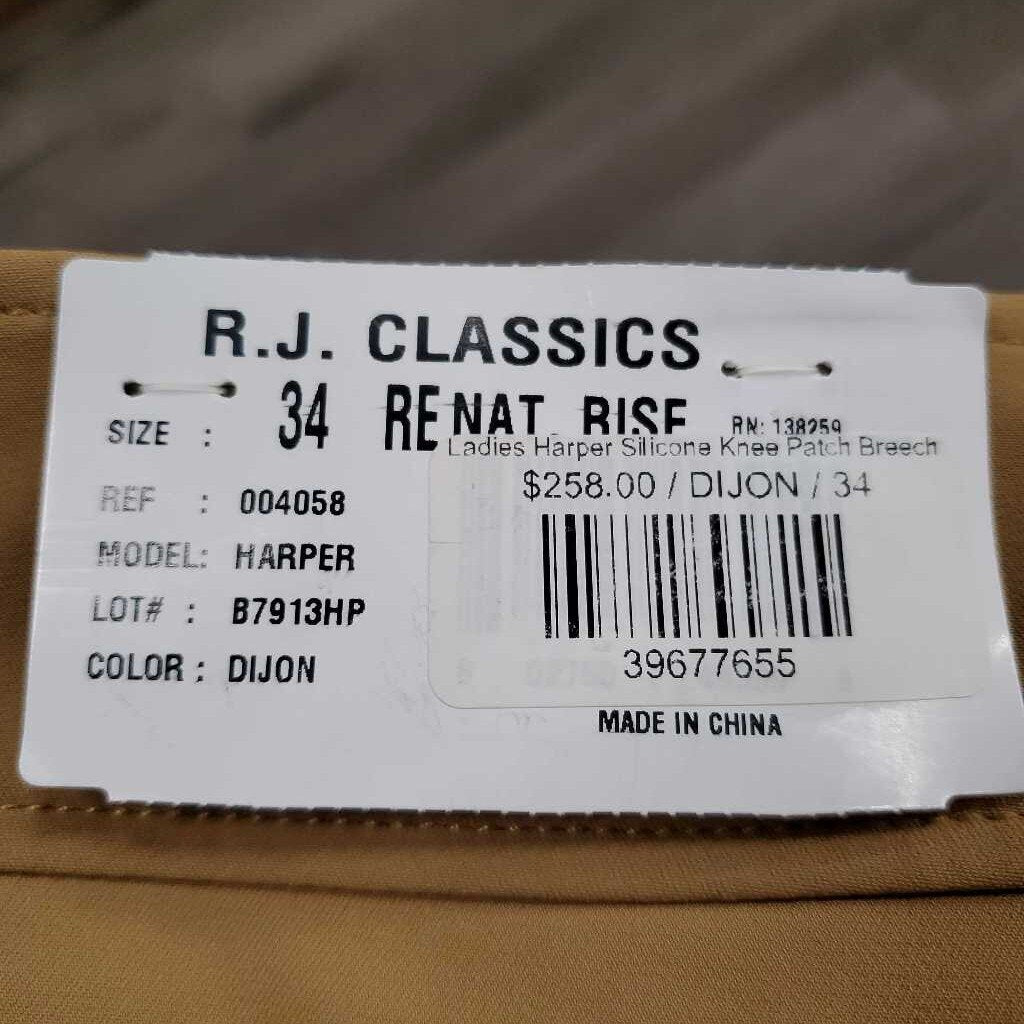 R.J. CLASSICS
SIZE : 34 RE NAT. RISE RN: 138259
Ladies Harper Silicone Knee Patch Breech
$258.00 / DIJON / 34
REF : 004058
MODEL: HARPER
LOT# : B7913HP
COLOR : DIJON
39677655
MADE IN CHINA